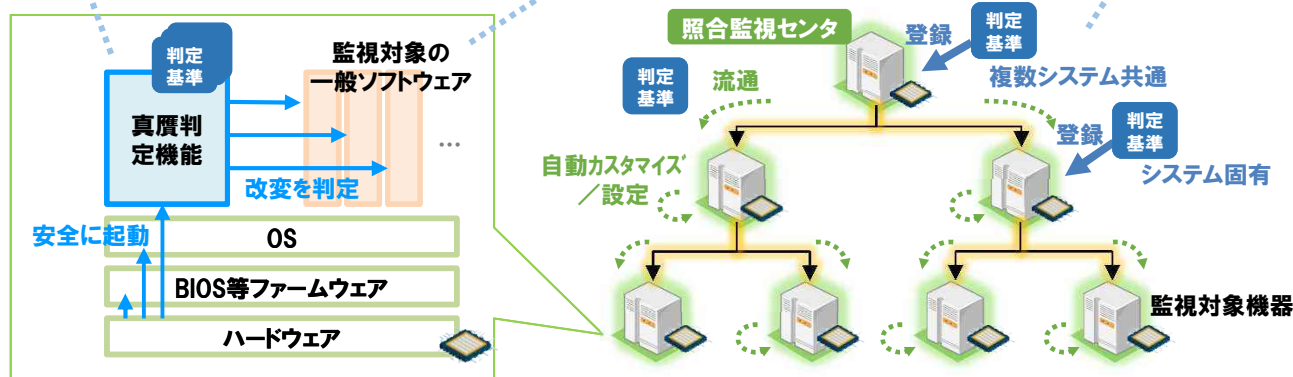 判定
基準
監視対象の
一般ソフトウェア
真贋判
定機能
...
改変を判定
安全に起動
OS
BIOS等ファームウェア
ハードウェア
照合監視センタ
登録
判定
基準
複数システム共通
判定
基準
流通
登録
判定
基準
システム固有
自動カスタマイズ
／設定
監視対象機器